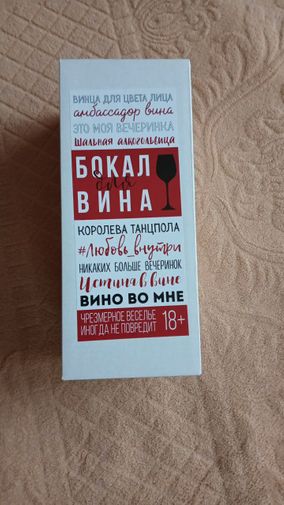 ВИНЦА ДЛЯ ЦВЕТА ЛИЦА
амбассадор вина
ЭТО МОЯ ВЕЧЕРИНКА
шальная алкогольвица
БОКАЛ
для
ВИНА
КОРОЛЕВА ТАНЦПОЛА
#Любовь_внутри
НИКАКИХ БОЛЬШЕ ВЕЧЕРИНОК
Истина в вине
ВИНО ВО МНЕ
ЧРЕЗМЕРНОЕ ВЕСЕЛЬЕ
ИНОГДА НЕ ПОВРЕДИТ 18+